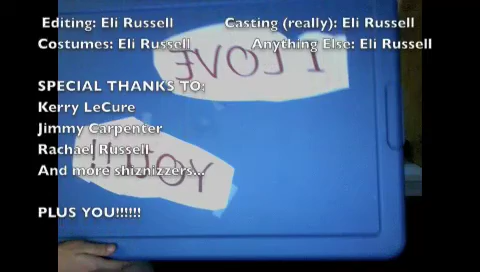 Editing: Eli Russell Casting (really): Eli Russell
Costumes: Eli Russell Anything Else: Eli Russell
I LOVE
SPECIAL THANKS TO:
Kerry LeCure
Jimmy Carpenter
Rachael Russell
And more shiznizzers...
YOU!!!
PLUS YOU!!!!!!